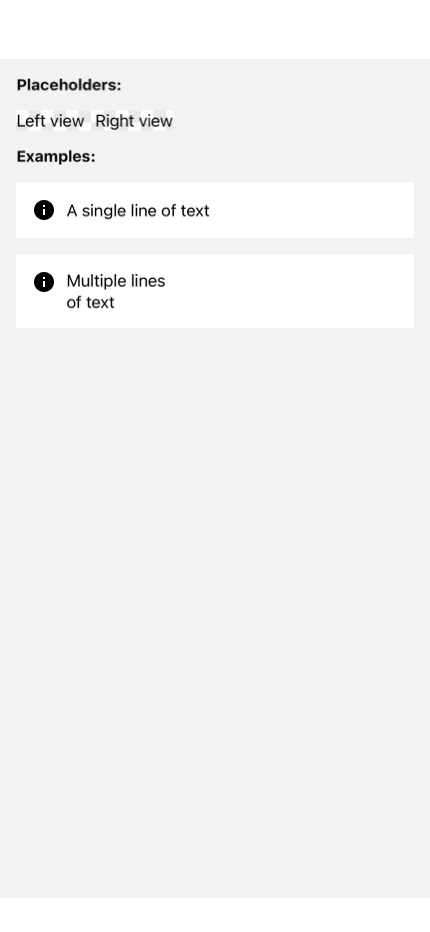 Placeholders:
Left view Right view
Examples:
A single line of text
Multiple lines
of text